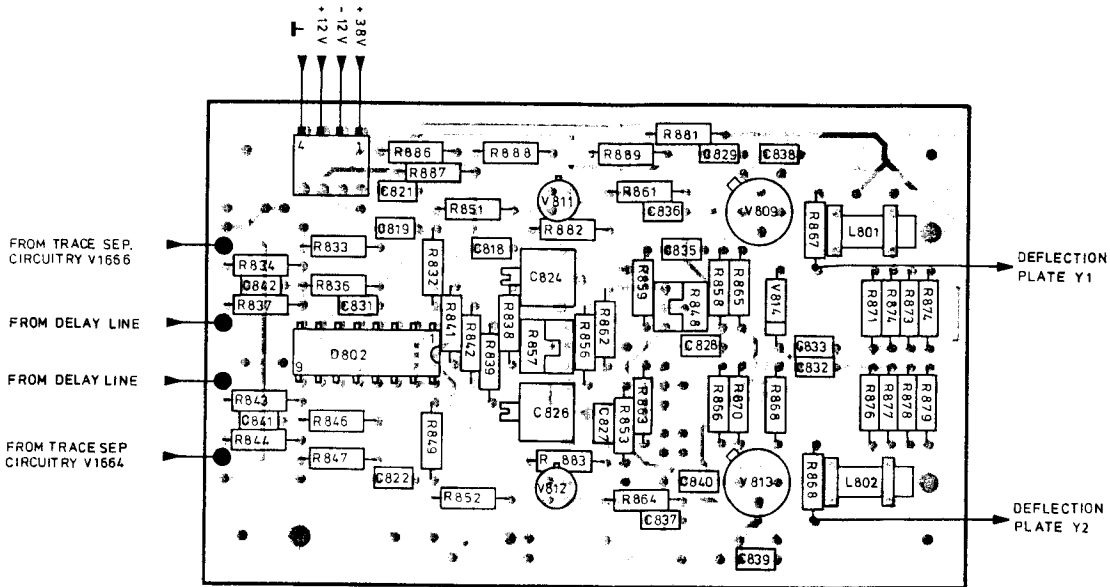 ⊥
+12V
-12V
+38V
4 1
R881
R886 R888 R889 C829 C838
R887
C821 R861
V811 V809
R851 C836 R867 L801
C819 R882
FROM TRACE SEP.
CIRCUITRY V1656
R833 R832 C818 C835
DEFLECTION
PLATE Y1
R834
C842 R836 C824 R859 R858 R865 V814
R837 C831 R848 R871 R874 R873 R874
FROM DELAY LINE
R841 R842 R838 R857 R856 R862
D802 1 C828 C833
9 R839 C832
FROM DELAY LINE
R843 R863 R866 R870 R868 R876 R877 R878 R879
C841 R846 C826 C827 R853
R844 R849
FROM TRACE SEP
CIRCUITRY V1664
R847 R883
C822 V812 C840 V813 R868 L802
R852 R864
C837
DEFLECTION
PLATE Y2
C839